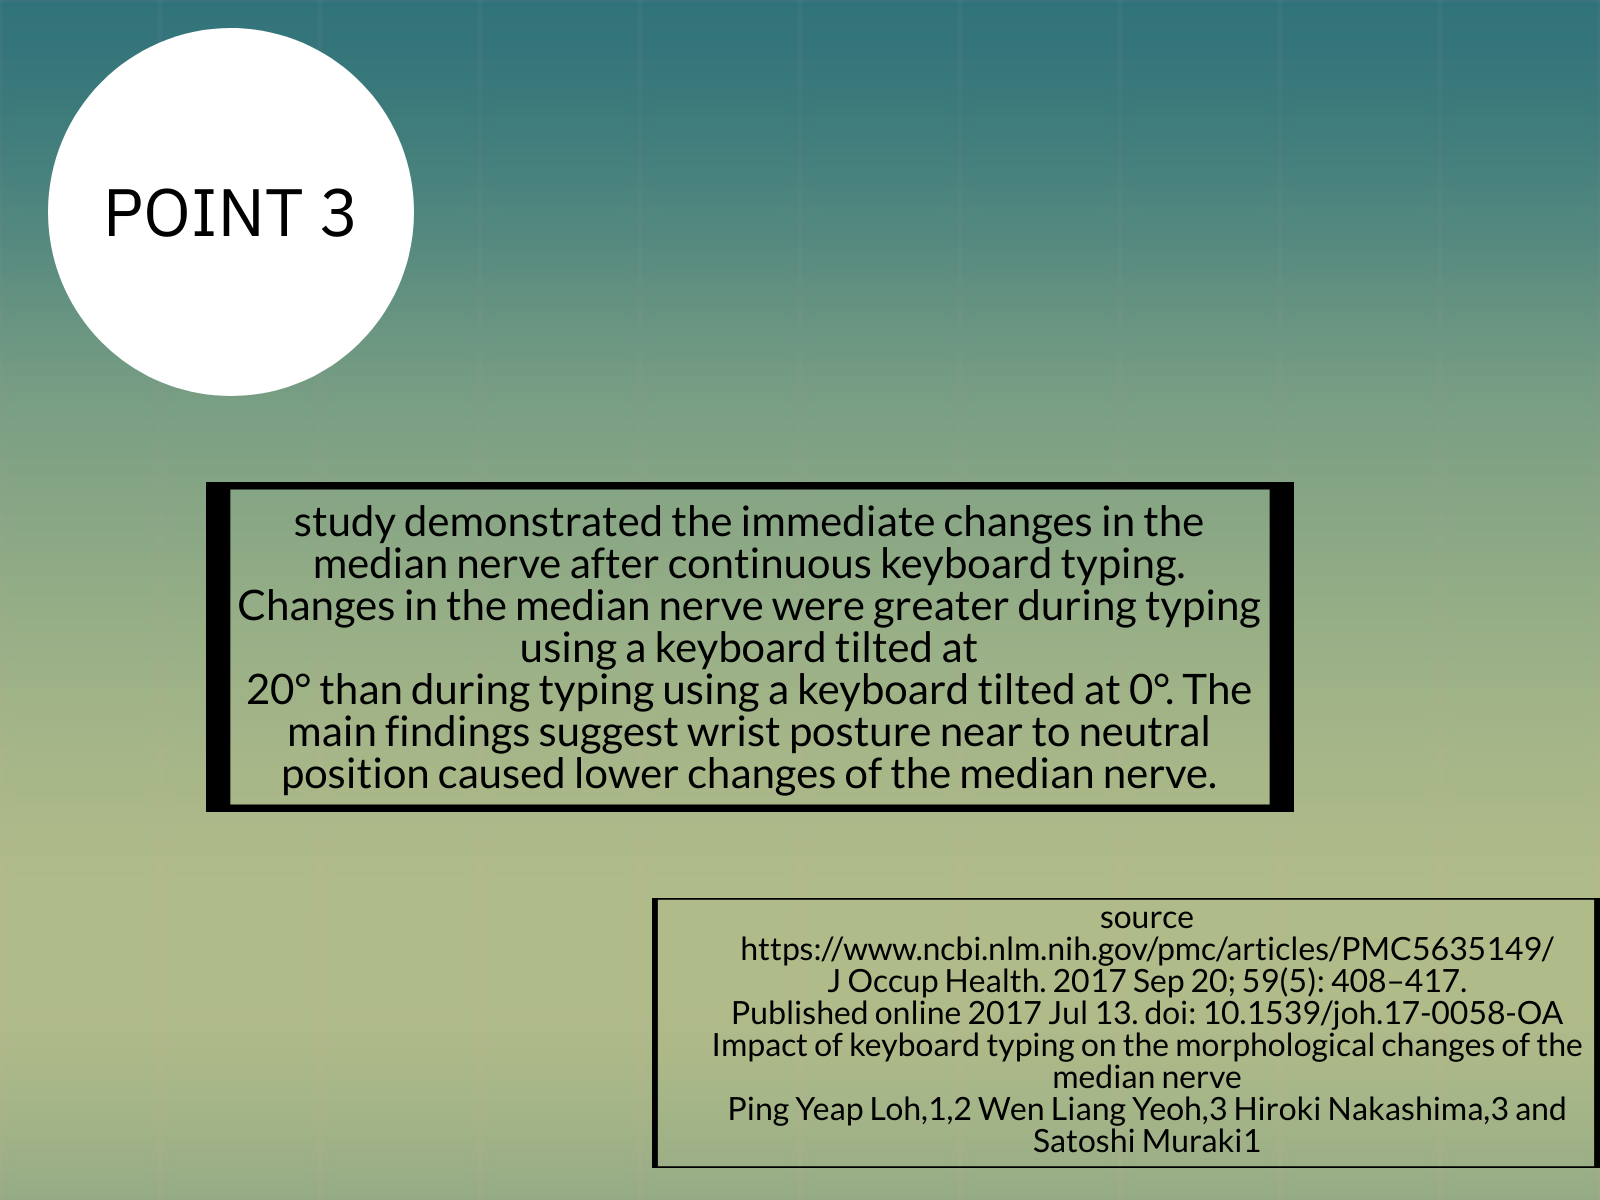 POINT 3
study demonstrated the immediate changes in the
median nerve after continuous keyboard typing.
Changes in the median nerve were greater during typing
using a keyboard tilted at
20° than during typing using a keyboard tilted at 0°. The
main findings suggest wrist posture near to neutral
position caused lower changes of the median nerve.
source
https://www.ncbi.nlm.nih.gov/pmc/articles/PMC5635149/
J Occup Health. 2017 Sep 20; 59(5): 408–417.
Published online 2017 Jul 13. doi: 10.1539/joh.17-0058-OA
Impact of keyboard typing on the morphological changes of the
median nerve
Ping Yeap Loh,1,2 Wen Liang Yeoh,3 Hiroki Nakashima,3 and
Satoshi Muraki1